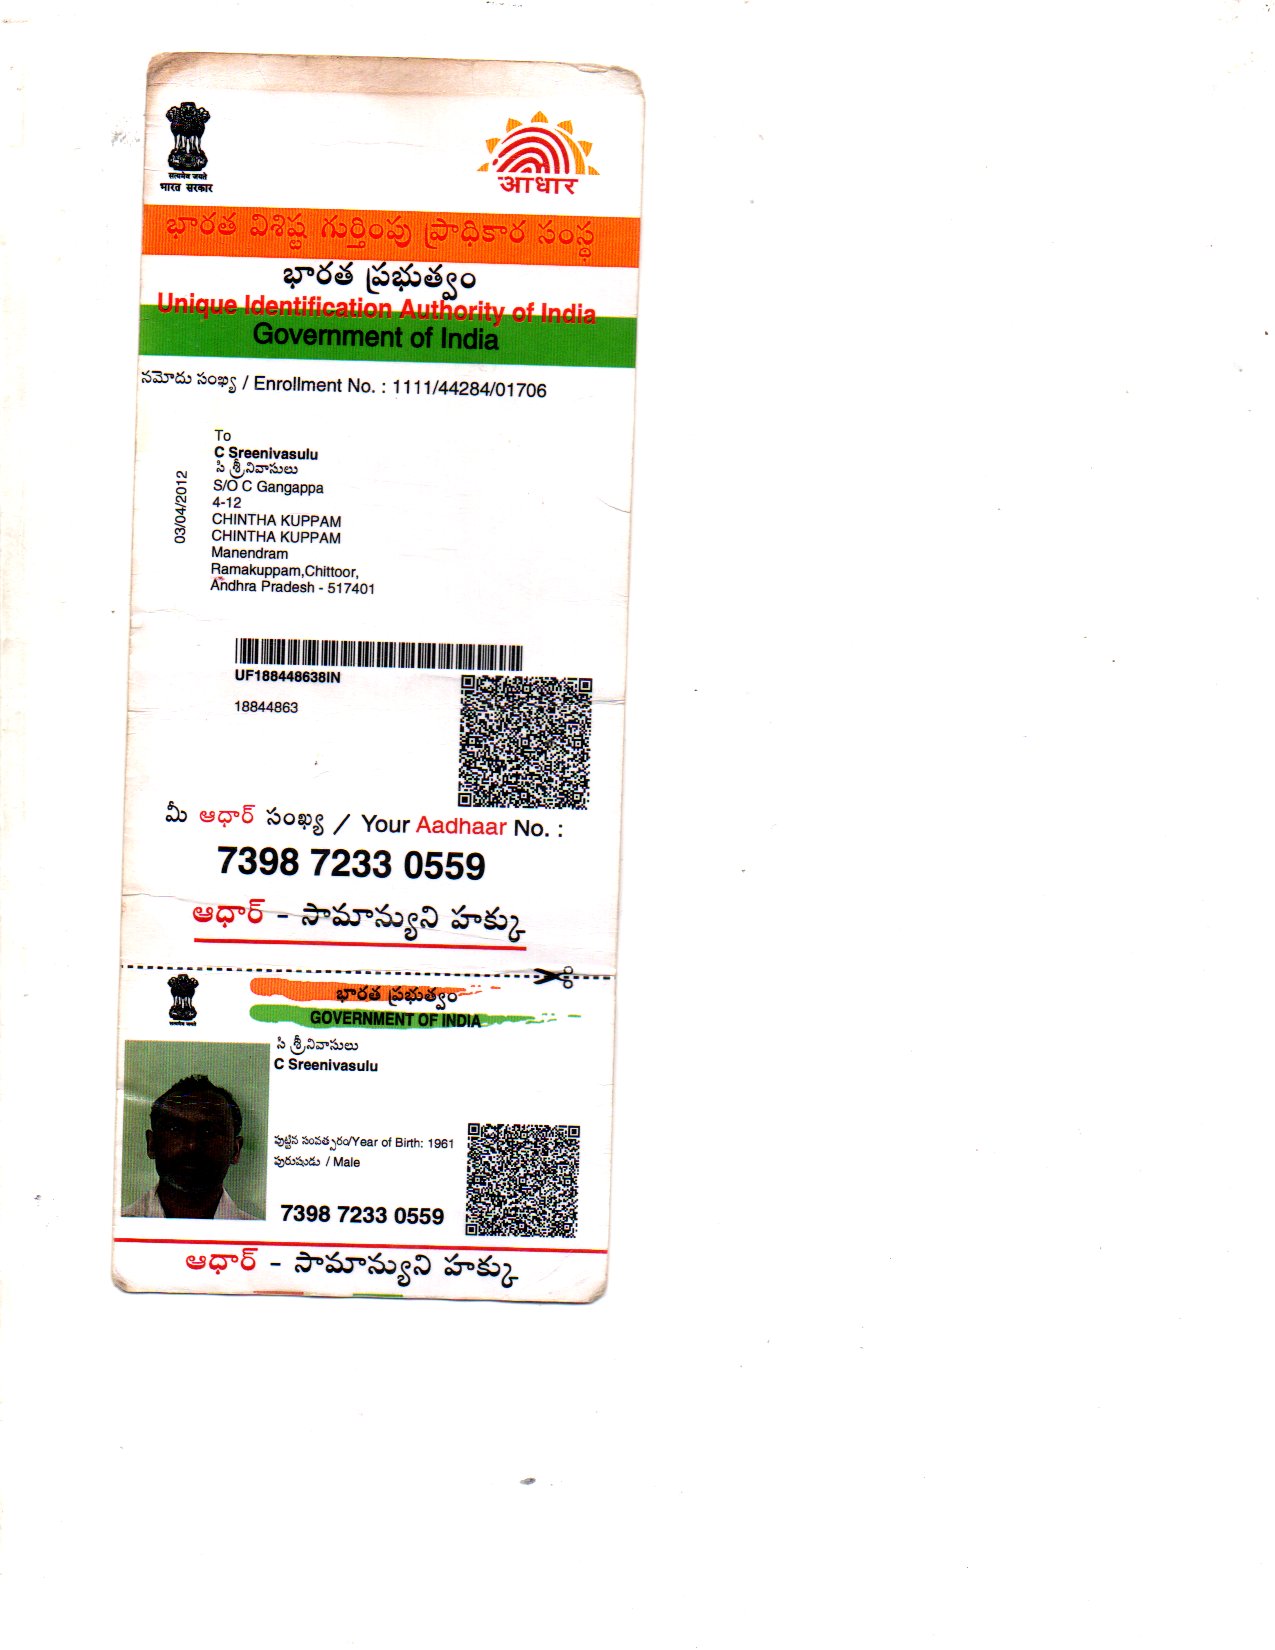 सत्यमेव जयते
भारत सरकार
आधार
భారత విశిష్ట గుర్తింపు ప్రాధికార సంస్థ
భారత ప్రభుత్వం
Unique Identification Authority of India
Government of India
నమోదు సంఖ్య / Enrollment No. : 1111/44284/01706
To
C Sreenivasulu
సి శ్రీనివాసులు
S/O C Gangappa
4-12
CHINTHA KUPPAM
CHINTHA KUPPAM
Manendram
Ramakuppam,Chittoor,
Andhra Pradesh - 517401
03/04/2012
UF188448638IN
18844863
మీ ఆధార్ సంఖ్య / Your Aadhaar No. :
7398 7233 0559
ఆధార్ - సామాన్యుని హక్కు
सत्यमेव जयते
భారత ప్రభుత్వం
GOVERNMENT OF INDIA
సి శ్రీనివాసులు
C Sreenivasulu
పుట్టిన సంవత్సరం/Year of Birth: 1961
పురుషుడు / Male
7398 7233 0559
ఆధార్ - సామాన్యుని హక్కు